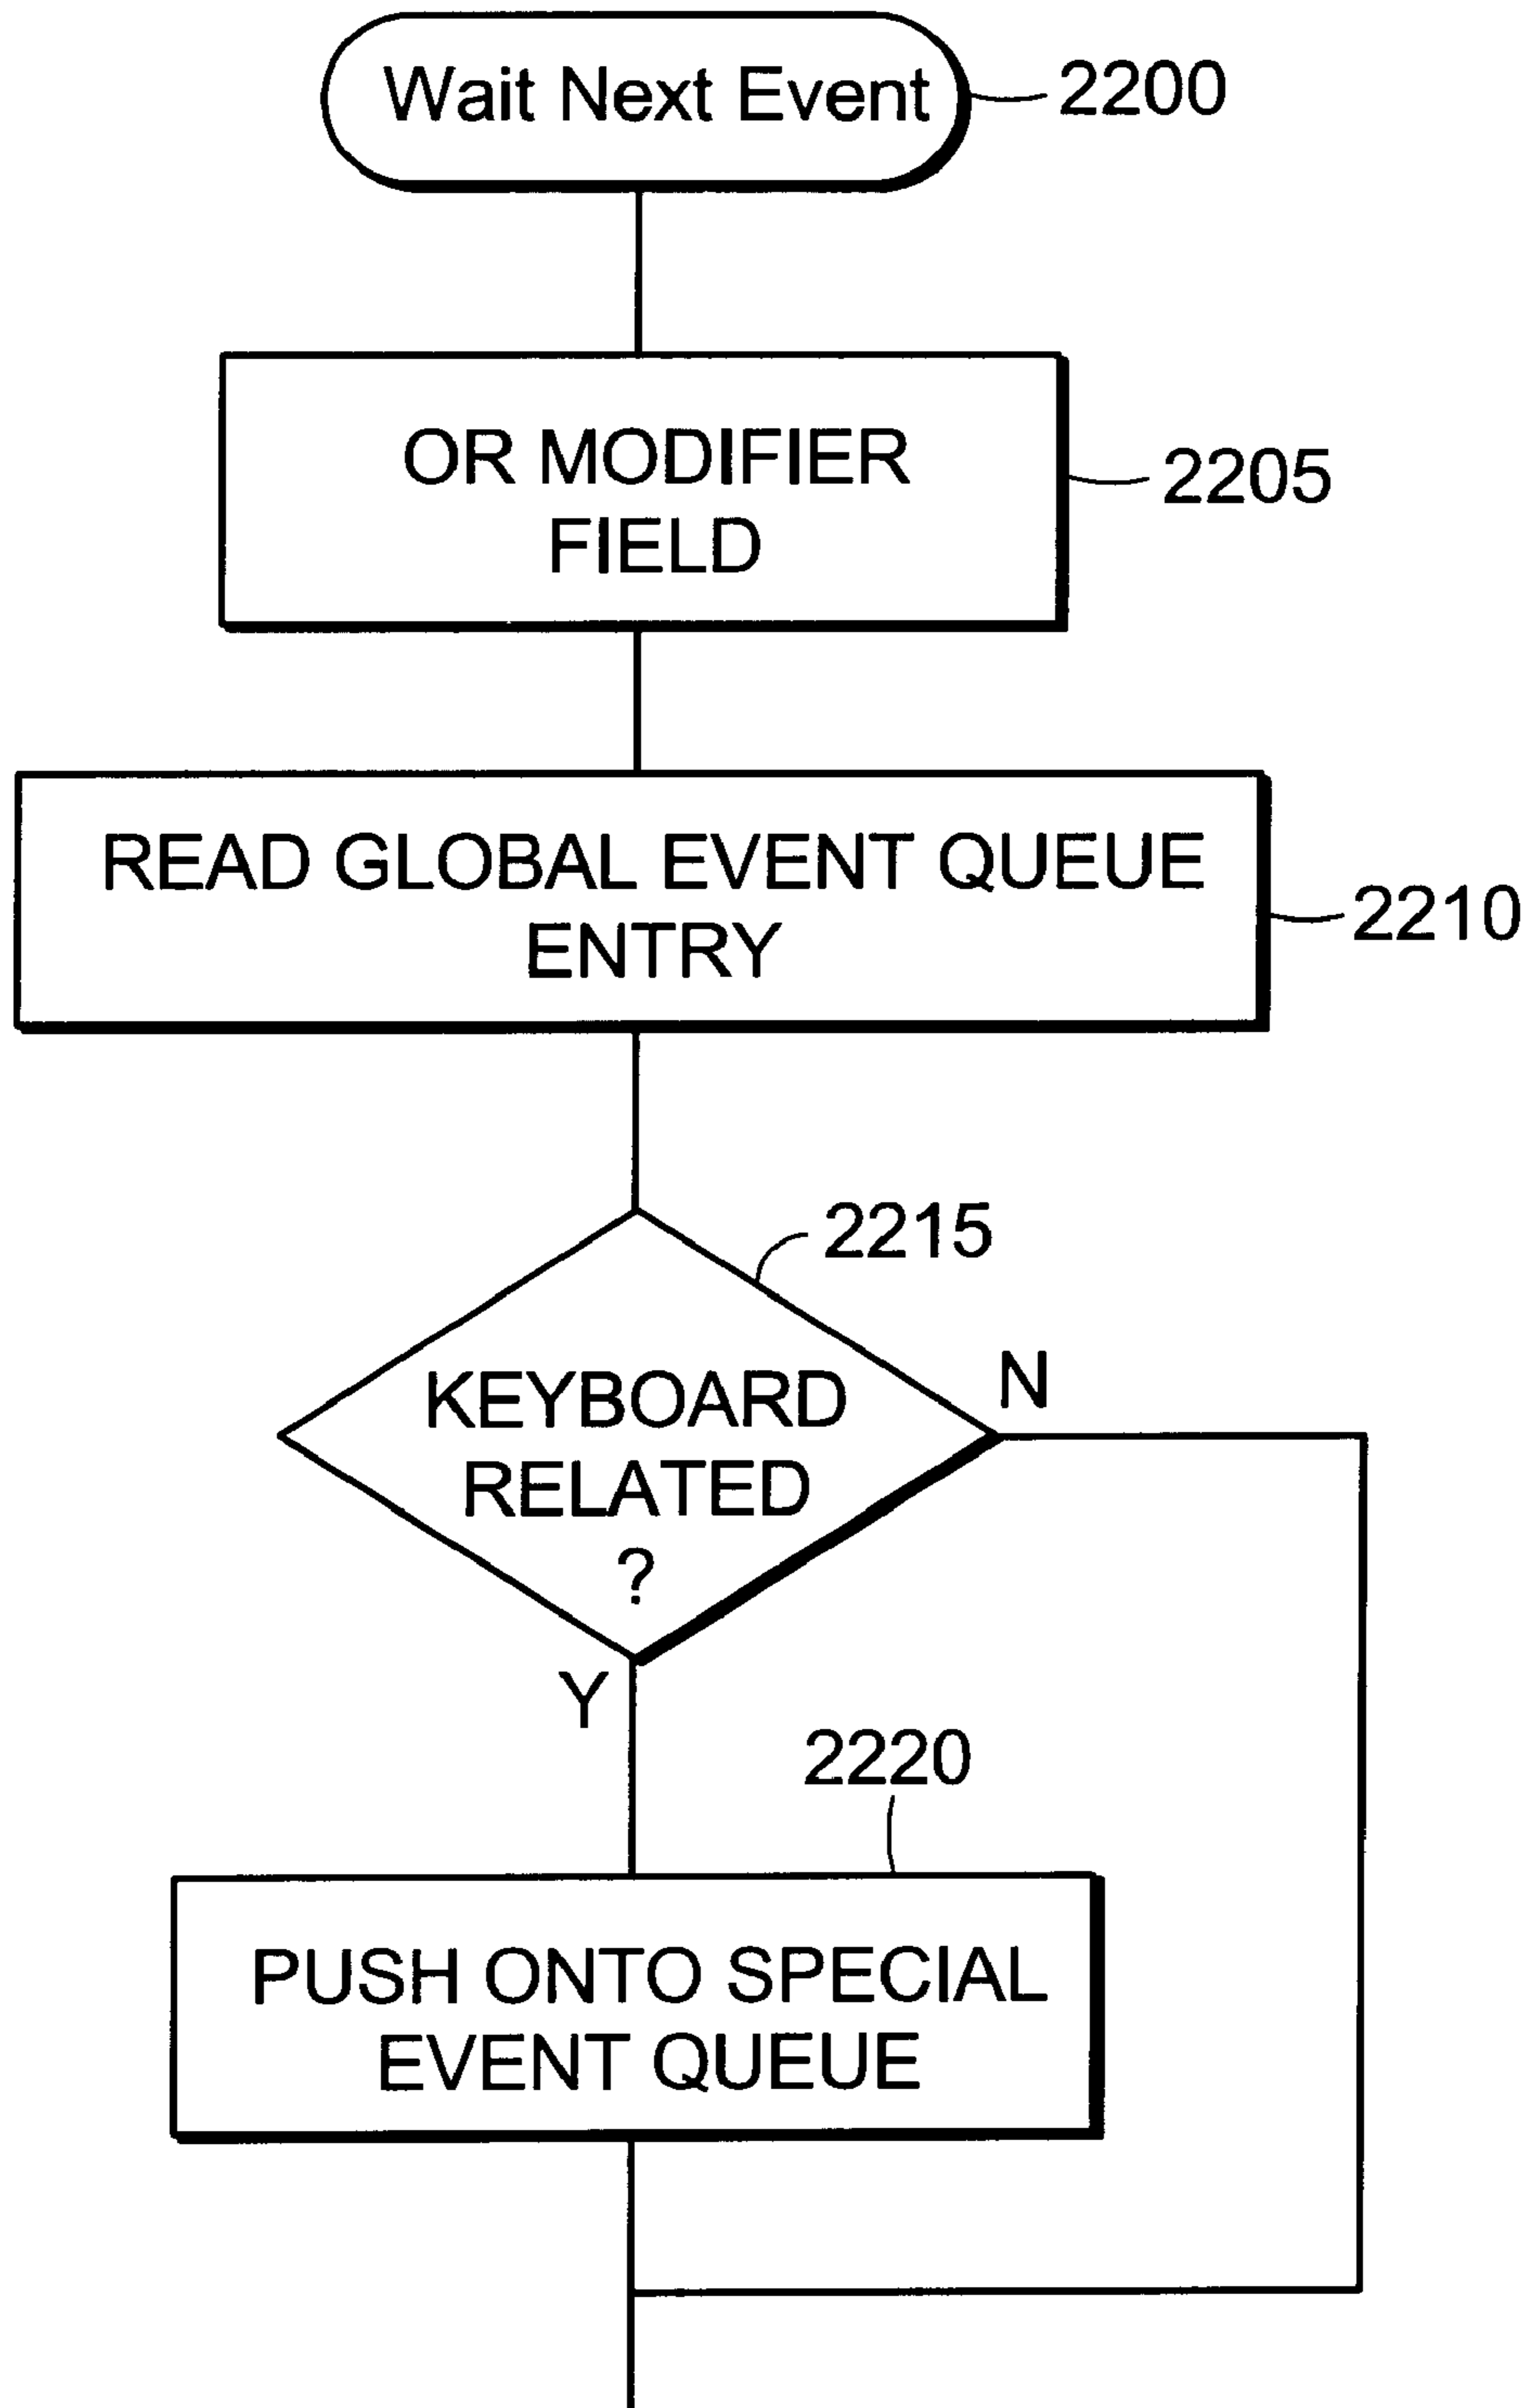 Wait Next Event
2200
OR MODIFIER
FIELD
2205
READ GLOBAL EVENT QUEUE
ENTRY
2210
2215
KEYBOARD
RELATED
?
N
Y
2220
PUSH ONTO SPECIAL
EVENT QUEUE